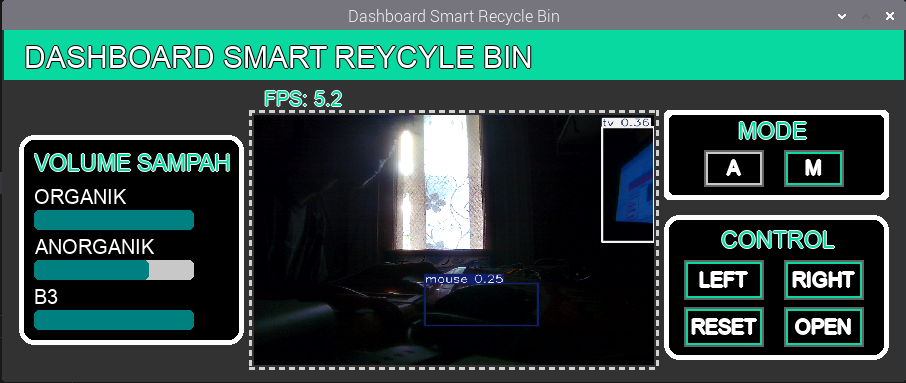 Dashboard Smart Recycle Bin
DASHBOARD SMART REYCYLE BIN
FPS: 5.2
VOLUME SAMPAH
ORGANIK
ANORGANIK
B3
tv 0.36
mouse 0.25
MODE
A M
CONTROL
LEFT RIGHT
RESET OPEN